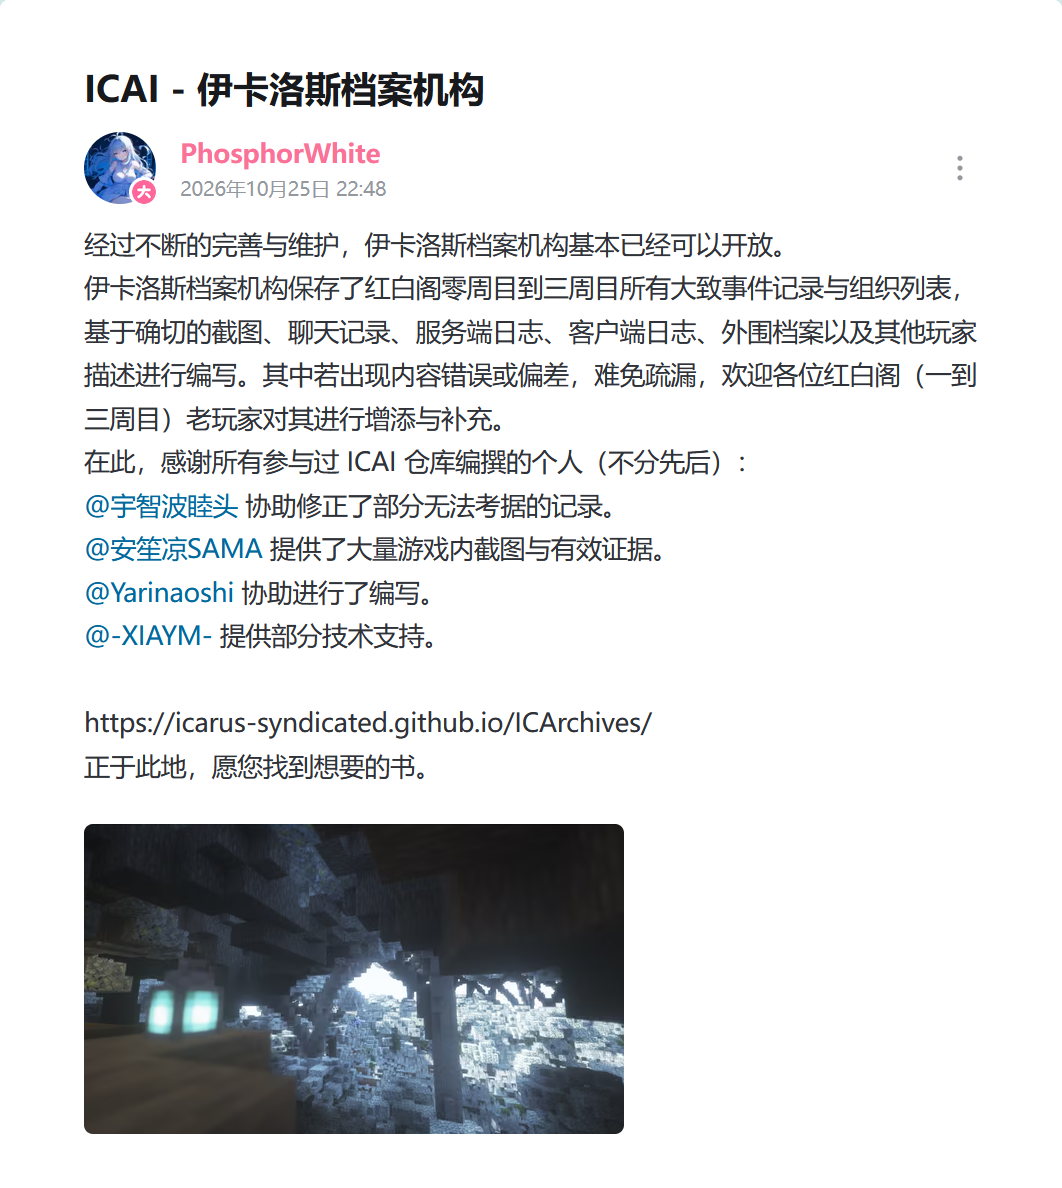 ICAI - 伊卡洛斯档案机构
PhosphorWhite
大
2026年10月25日 22:48
经过不断的完善与维护，伊卡洛斯档案机构基本已经可以开放。
伊卡洛斯档案机构保存了红白阁零周目到三周目所有大致事件记录与组织列表，
基于确切的截图、聊天记录、服务端日志、客户端日志、外围档案以及其他玩家
描述进行编写。其中若出现内容错误或偏差，难免疏漏，欢迎各位红白阁（一到
三周目）老玩家对其进行增添与补充。
在此，感谢所有参与过 ICAI 仓库编撰的个人（不分先后）：
@宇智波睦头 协助修正了部分无法考据的记录。
@安笙凉SAMA 提供了大量游戏内截图与有效证据。
@Yarinaoshi 协助进行了编写。
@-XIAYM- 提供部分技术支持。
https://icarus-syndicated.github.io/ICArchives/
正于此地，愿您找到想要的书。